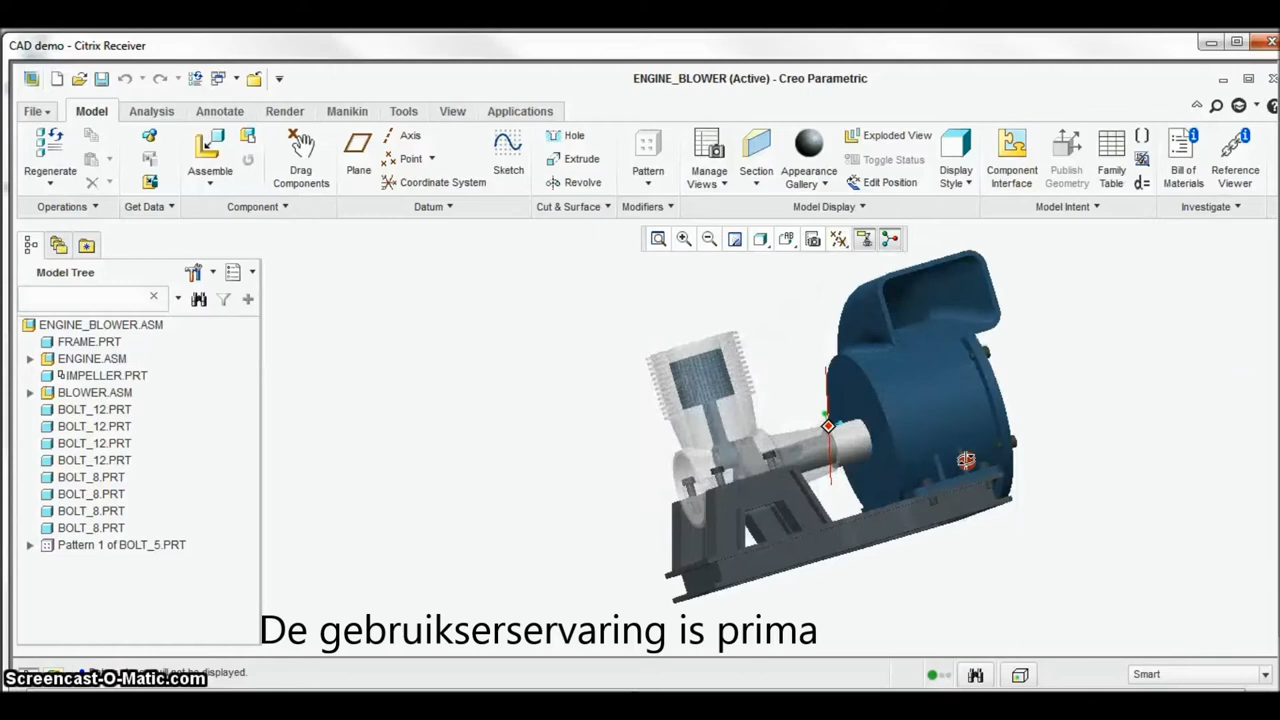 CAD demo - Citrix Receiver
ENGINE_BLOWER (Active) - Creo Parametric
File Model Analysis Annotate Render Manikin Tools View Applications
Regenerate
Assemble
Drag Components
Plane
Axis
Point
Coordinate System
Sketch
Hole
Extrude
Revolve
Pattern
Manage Views
Section
Appearance Gallery
Exploded View
Toggle Status
Edit Position
Display Style
Component Interface
Publish Geometry
Family Table
Bill of Materials
Reference Viewer
Operations Get Data Component Datum Cut & Surface Modifiers Model Display Model Intent Investigate
Model Tree
ENGINE_BLOWER.ASM
FRAME.PRT
ENGINE.ASM
IMPELLER.PRT
BLOWER.ASM
BOLT_12.PRT
BOLT_12.PRT
BOLT_12.PRT
BOLT_12.PRT
BOLT_8.PRT
BOLT_8.PRT
BOLT_8.PRT
BOLT_8.PRT
Pattern 1 of BOLT_5.PRT
De gebruikserservaring is prima
not be displayed.
Smart
Screencast-O-Matic.com